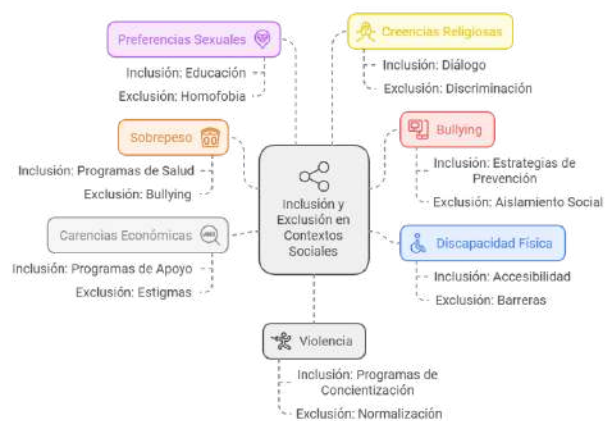 Preferencias Sexuales
Inclusión: Educación
Exclusión: Homofobia
Creencias Religiosas
Inclusión: Diálogo
Exclusión: Discriminación
Sobrepeso
Inclusión: Programas de Salud
Exclusión: Bullying
Bullying
Inclusión: Estrategias de
Prevención
Exclusión: Aislamiento Social
Inclusión y
Exclusión en
Contextos
Sociales
Carencias Económicas
Inclusión: Programas de Apoyo
Exclusión: Estigmas
Discapacidad Física
Inclusión: Accesibilidad
Exclusión: Barreras
Violencia
Inclusión: Programas de
Concientización
Exclusión: Normalización